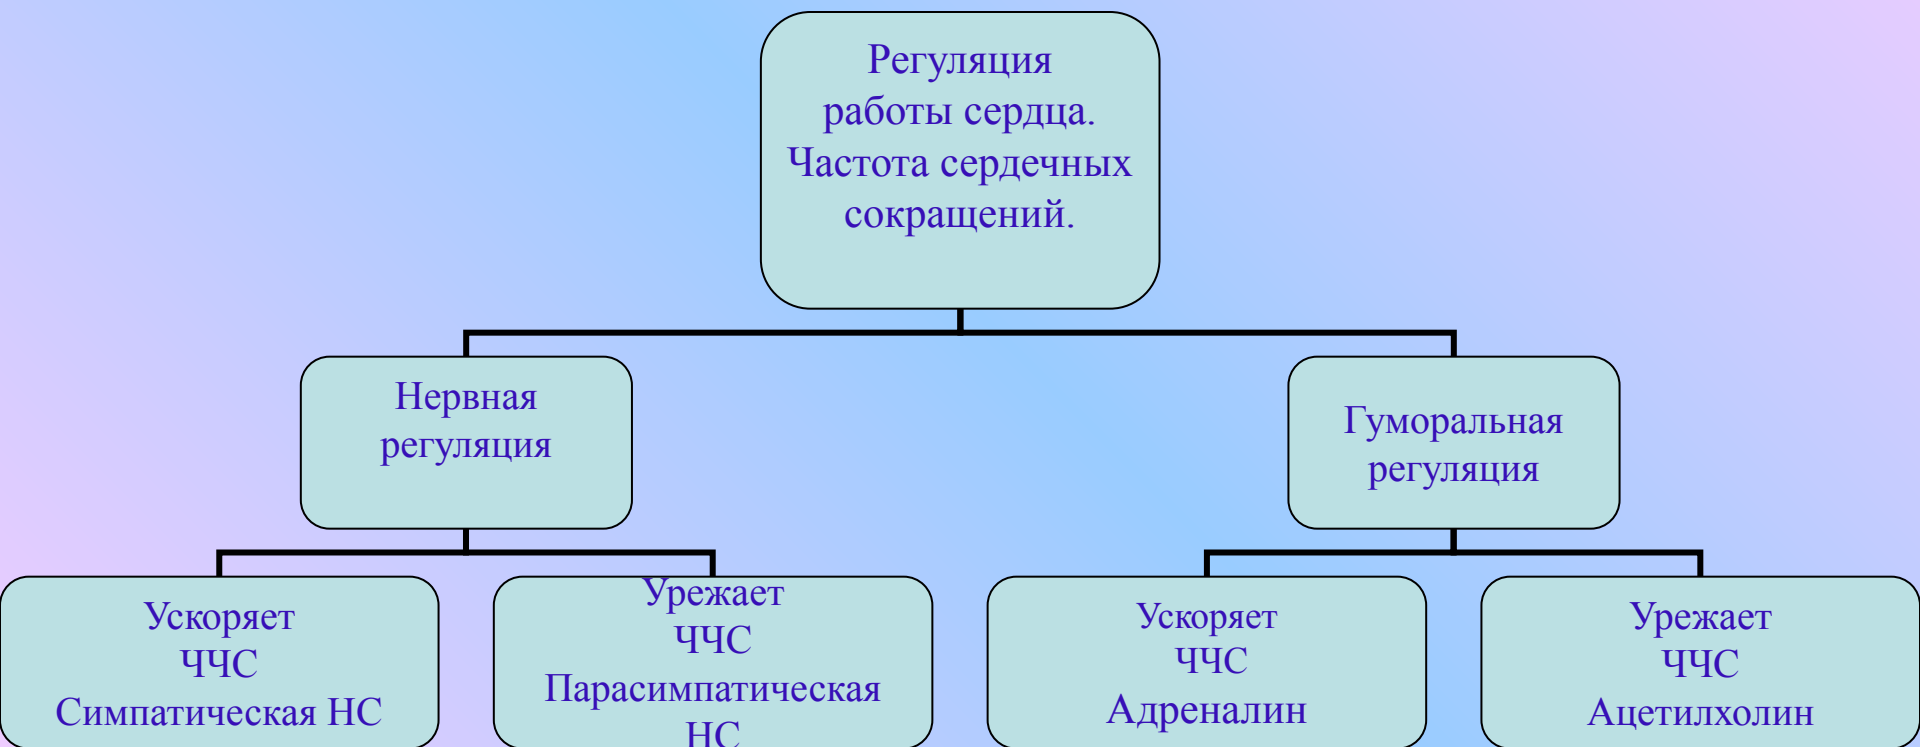 Регуляция
работы сердца.
Частота сердечных
сокращений.
Нервная
регуляция
Гуморальная
регуляция
Ускоряет
ЧЧС
Симпатическая НС
Урежает
ЧЧС
Парасимпатическая
НС
Ускоряет
ЧЧС
Адреналин
Урежает
ЧЧС
Ацетилхолин